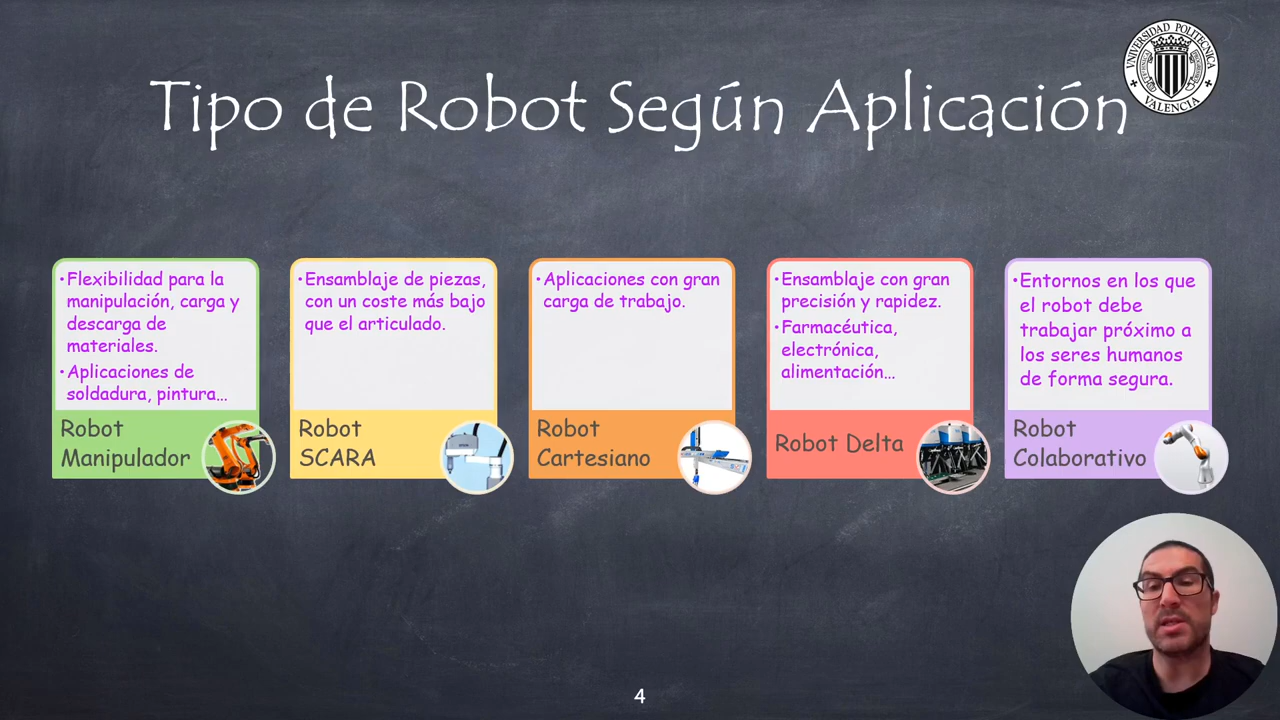 Tipo de Robot Según Aplicación
UNIVERSIDAD POLITECNICA
VALENCIA
•Flexibilidad para la
manipulación, carga y
descarga de
materiales.
•Aplicaciones de
soldadura, pintura…
Robot
Manipulador
•Ensamblaje de piezas,
con un coste más bajo
que el articulado.
Robot
SCARA
•Aplicaciones con gran
carga de trabajo.
Robot
Cartesiano
•Ensamblaje con gran
precisión y rapidez.
•Farmacéutica,
electrónica,
alimentación…
Robot Delta
•Entornos en los que
el robot debe
trabajar próximo a
los seres humanos
de forma segura.
Robot
Colaborativo
4